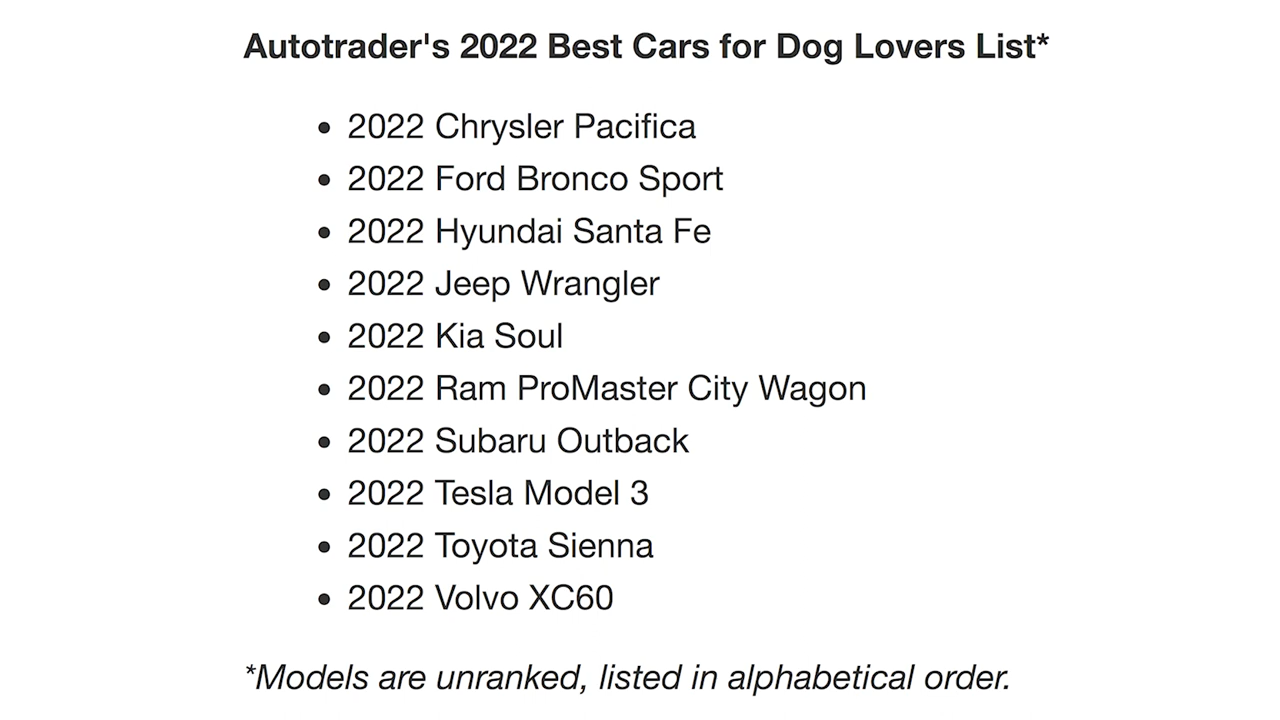 Autotrader's 2022 Best Cars for Dog Lovers List*
• 2022 Chrysler Pacifica
• 2022 Ford Bronco Sport
• 2022 Hyundai Santa Fe
• 2022 Jeep Wrangler
• 2022 Kia Soul
• 2022 Ram ProMaster City Wagon
• 2022 Subaru Outback
• 2022 Tesla Model 3
• 2022 Toyota Sienna
• 2022 Volvo XC60
*Models are unranked, listed in alphabetical order.